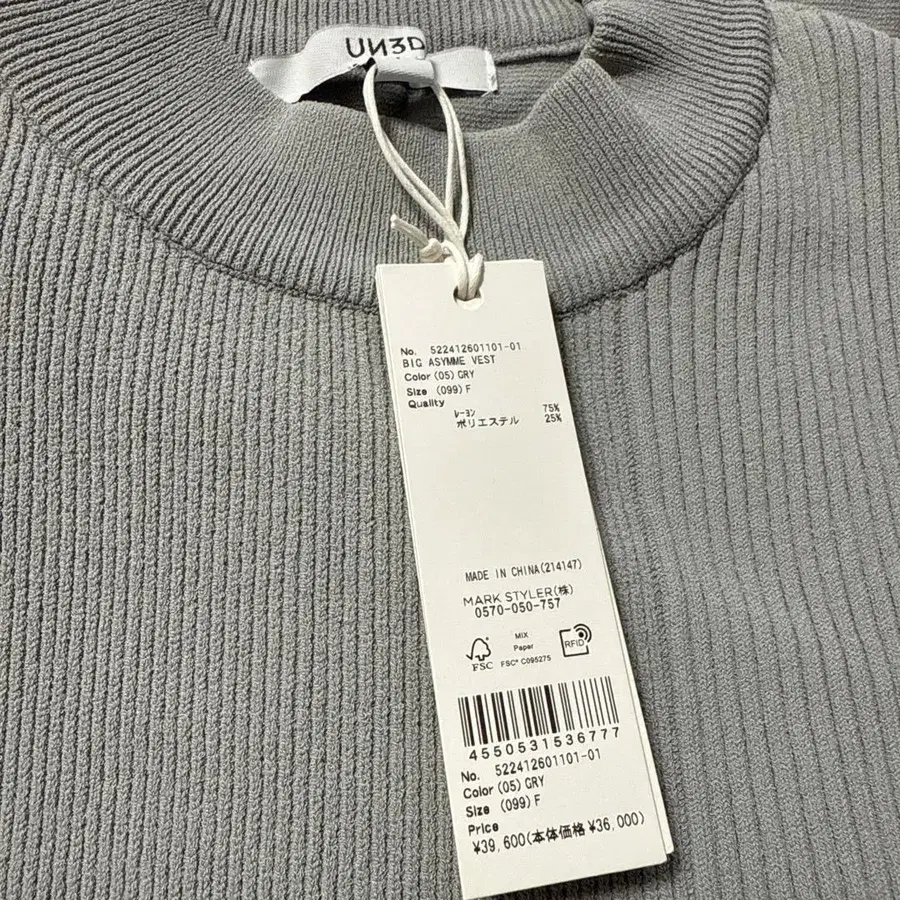 UN3D
No. 522412601101-01
BIG ASYMME VEST
Color (05) GRY
Size (099) F
Quality
ﾚｰﾖﾝ 75%
ポリエステル 25%
MADE IN CHINA(214147)
MARK STYLER(株)
0570-050-757
FSC
MIX
Paper
FSC® C095275
RFID
4550531536777
No. 522412601101-01
Color (05) GRY
Size (099) F
Price
¥39,600(本体価格 ¥36,000)